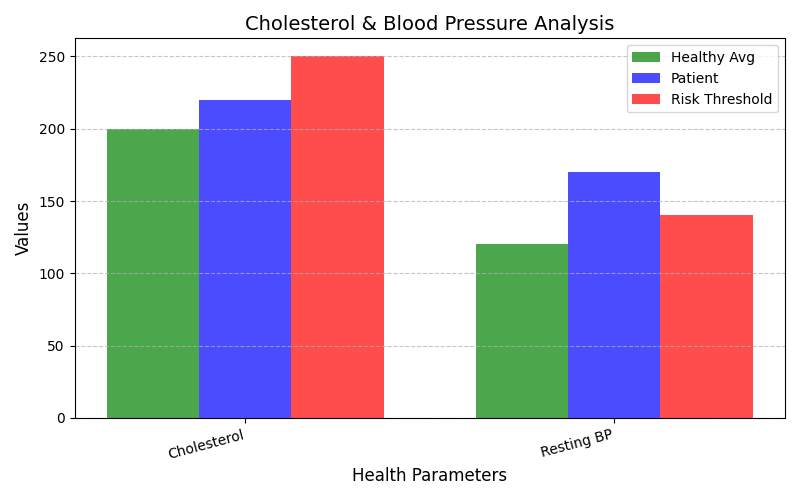 Cholesterol & Blood Pressure Analysis
Healthy Avg
Patient
Risk Threshold
Values
250
200
150
100
50
0
Cholesterol
Resting BP
Health Parameters